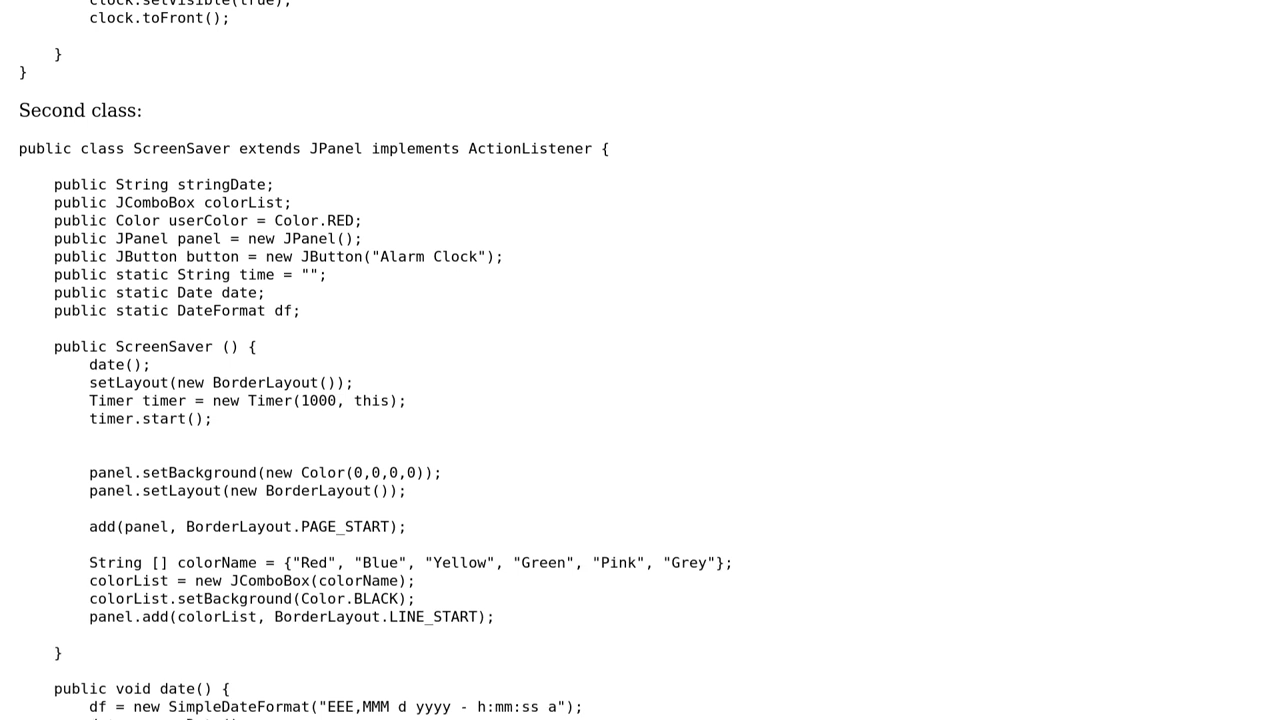 clock.setVisible(true);
clock.toFront();
}
}
Second class:
public class ScreenSaver extends JPanel implements ActionListener {
public String stringDate;
public JComboBox colorList;
public Color userColor = Color.RED;
public JPanel panel = new JPanel();
public JButton button = new JButton("Alarm Clock");
public static String time = "";
public static Date date;
public static DateFormat df;
public ScreenSaver () {
date();
setLayout(new BorderLayout());
Timer timer = new Timer(1000, this);
timer.start();
panel.setBackground(new Color(0,0,0,0));
panel.setLayout(new BorderLayout());
add(panel, BorderLayout.PAGE_START);
String [] colorName = {"Red", "Blue", "Yellow", "Green", "Pink", "Grey"};
colorList = new JComboBox(colorName);
colorList.setBackground(Color.BLACK);
panel.add(colorList, BorderLayout.LINE_START);
}
public void date() {
df = new SimpleDateFormat("EEE,MMM d yyyy - h:mm:ss a");